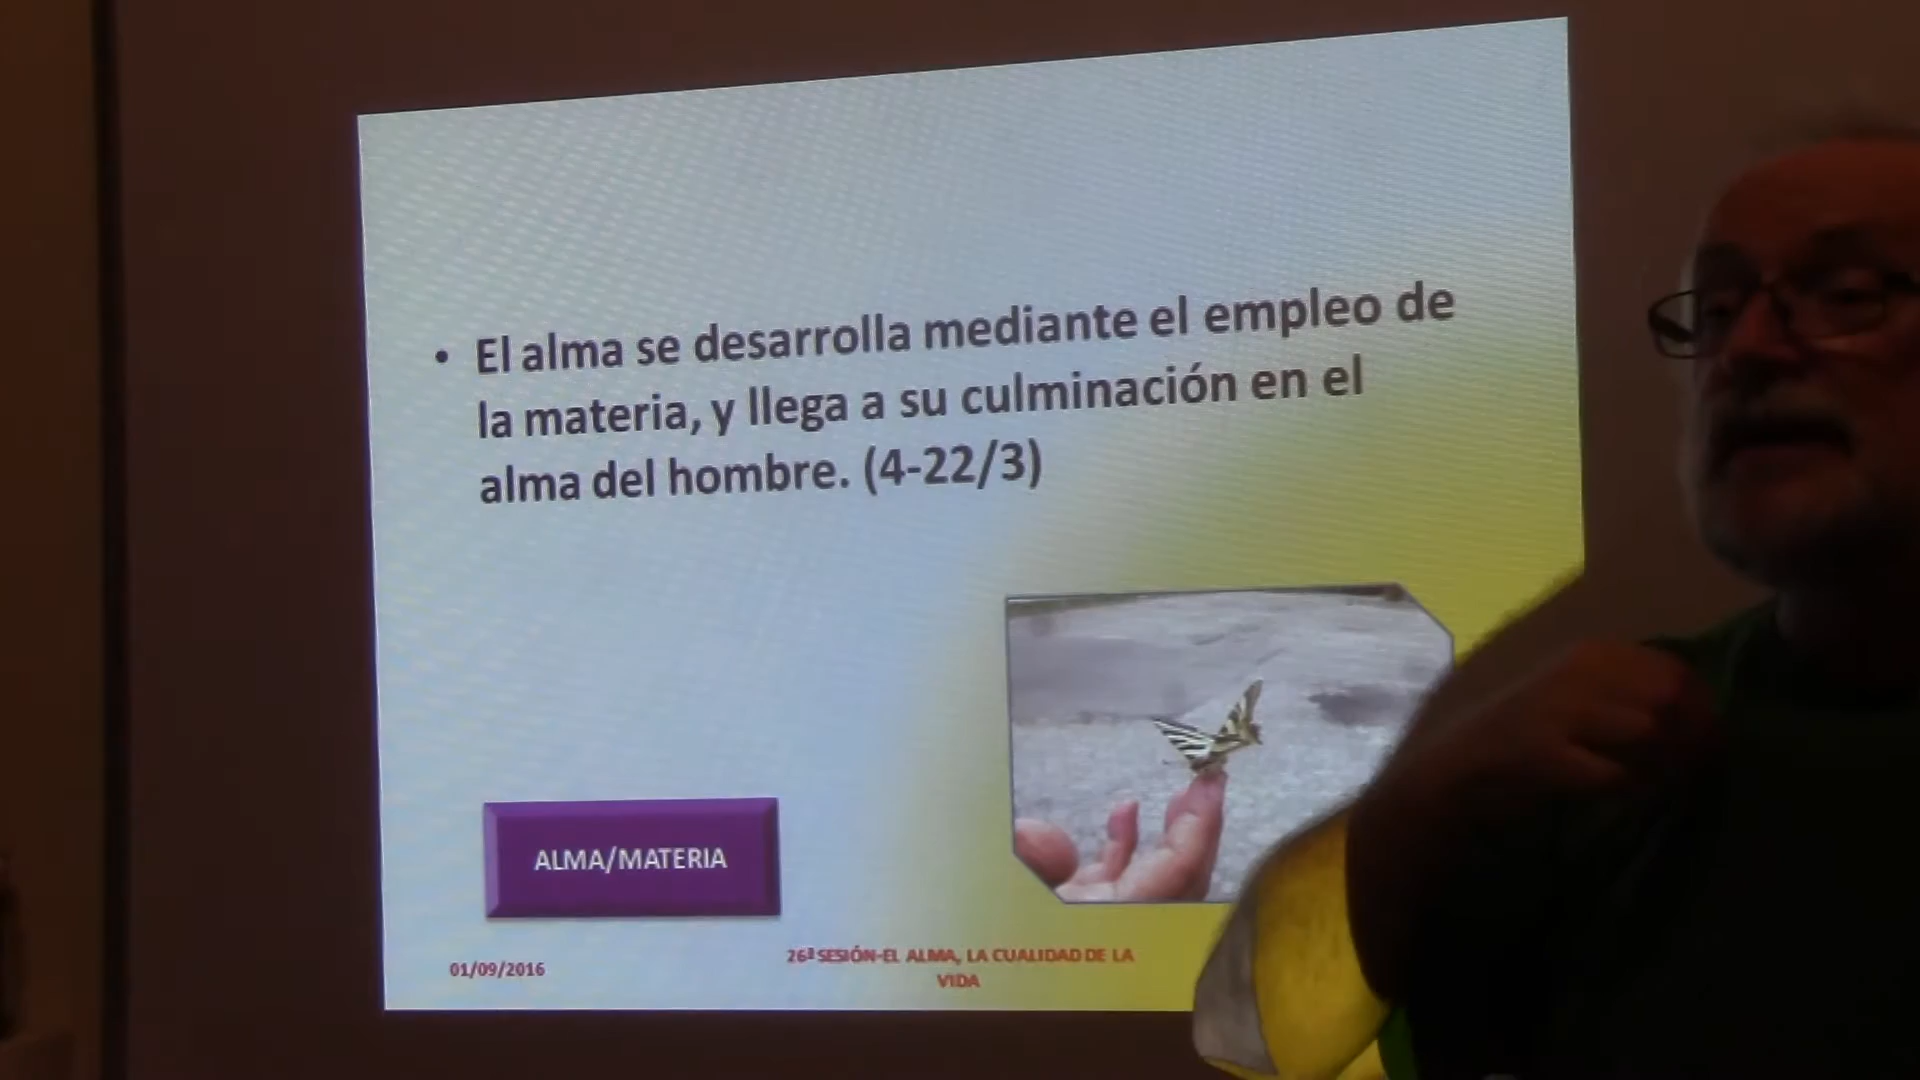 • El alma se desarrolla mediante el empleo de
la materia, y llega a su culminación en el
alma del hombre. (4-22/3)
ALMA/MATERIA
01/09/2016
26ª SESIÓN-EL ALMA, LA CUALIDAD DE LA
VIDA